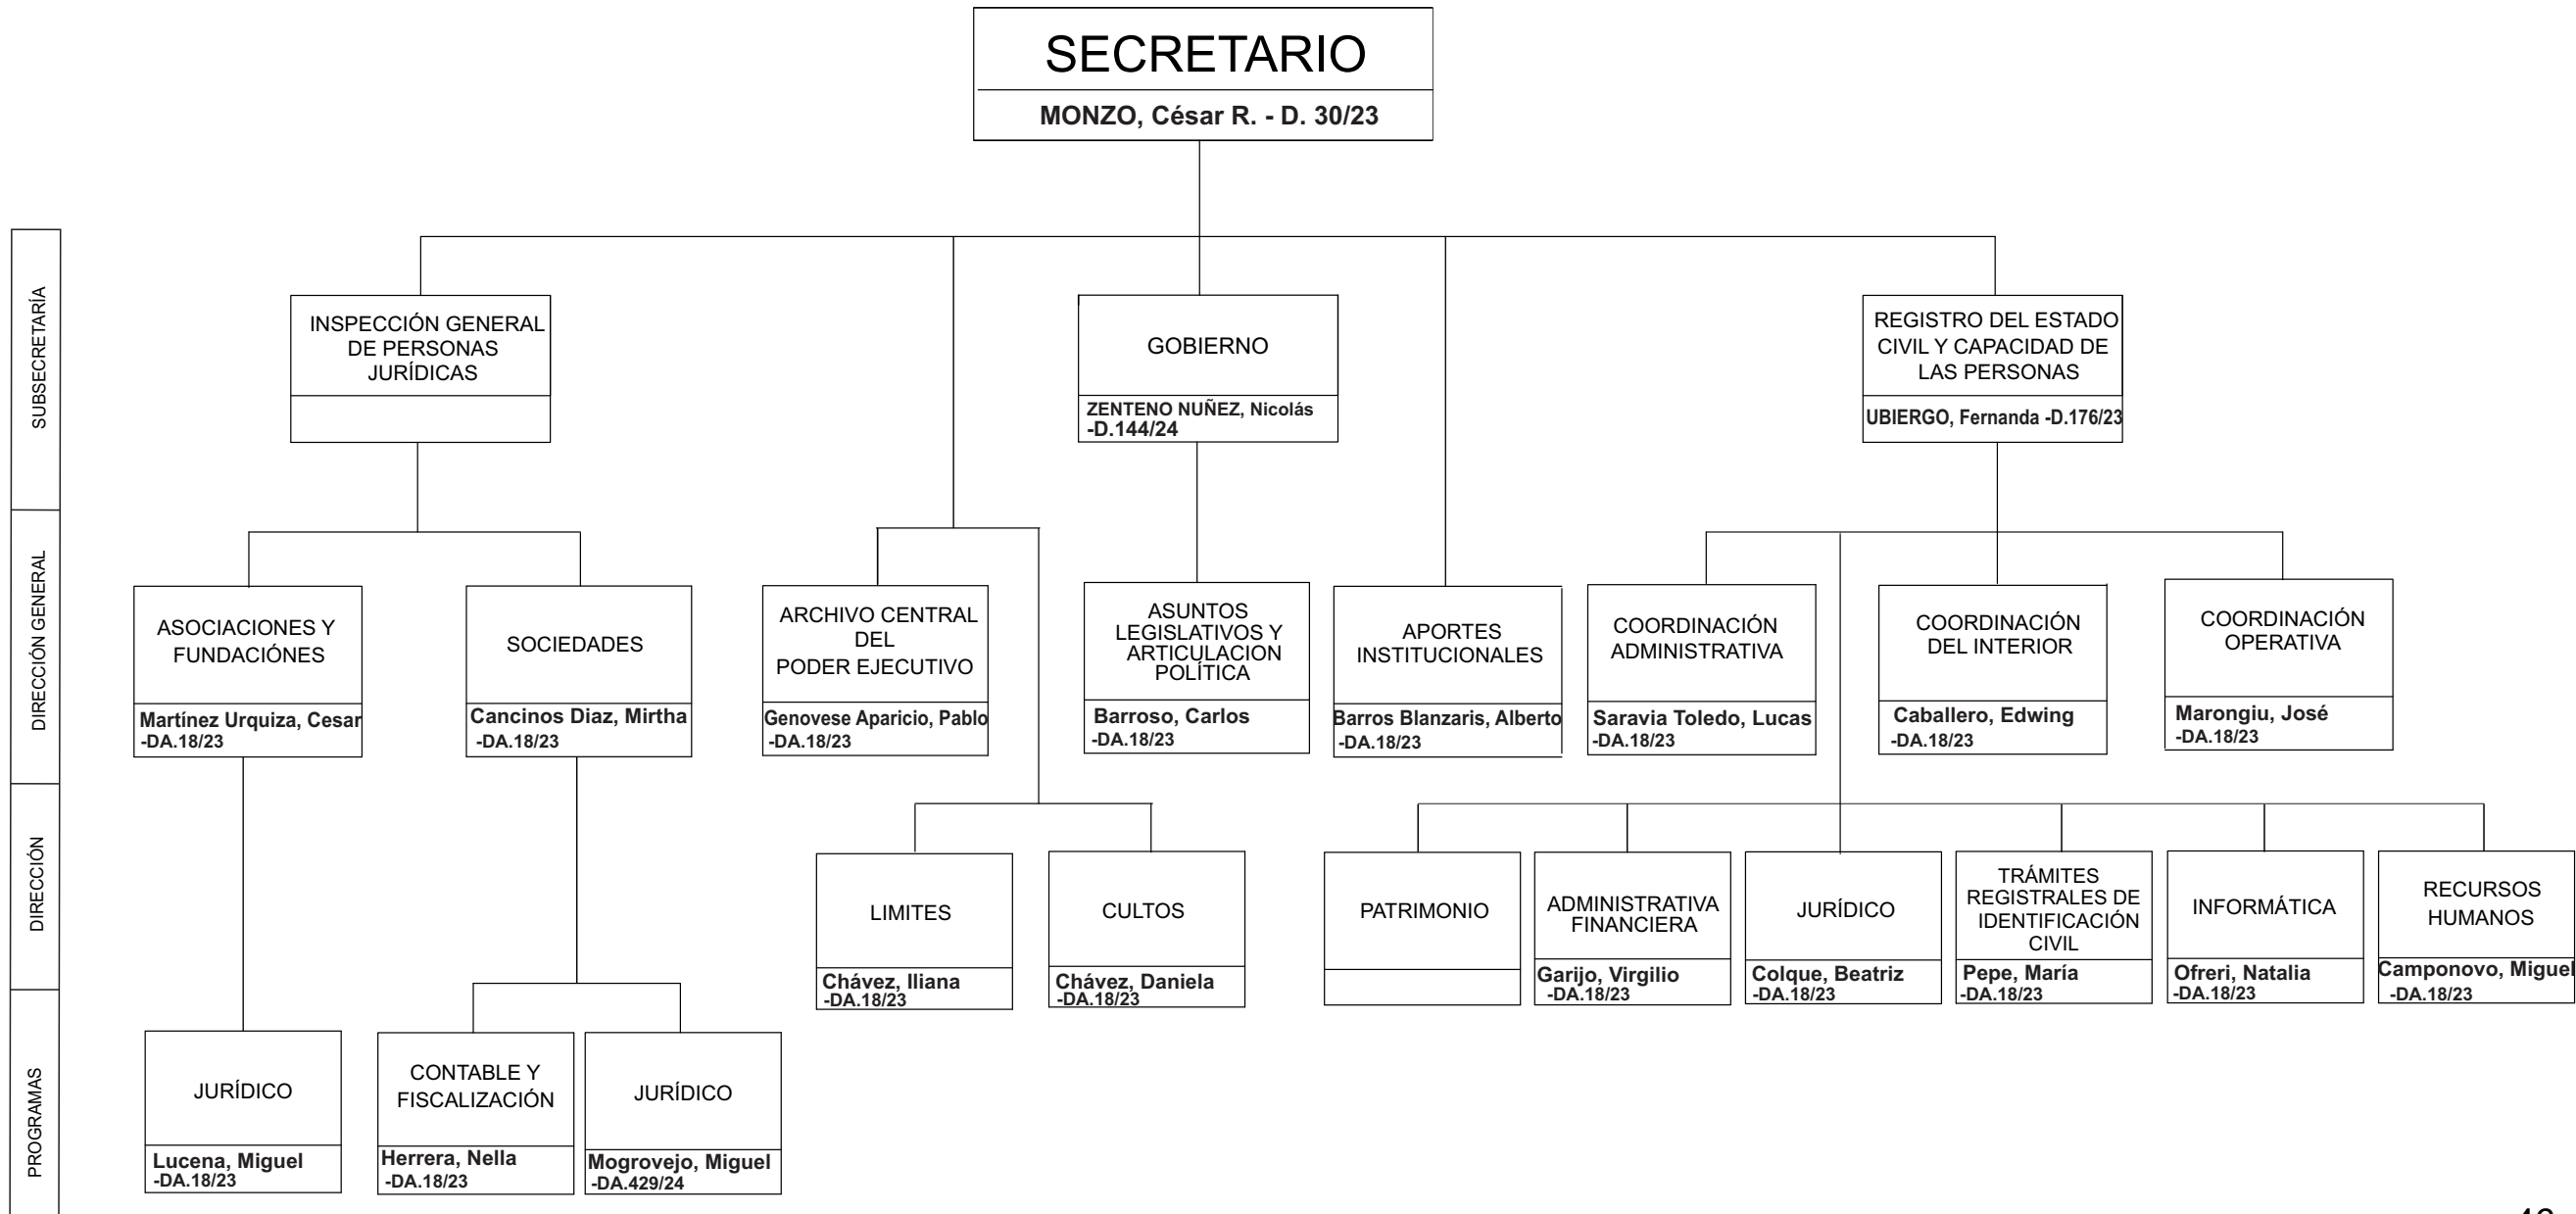 SECRETARIO
MONZO, César R. - D. 30/23
SUBSECRETARÍA
INSPECCIÓN GENERAL
DE PERSONAS
JURÍDICAS
GOBIERNO
ZENTENO NUÑEZ, Nicolás
-D.144/24
REGISTRO DEL ESTADO
CIVIL Y CAPACIDAD DE
LAS PERSONAS
UBIERGO, Fernanda -D.176/23
DIRECCIÓN GENERAL
ASOCIACIONES Y
FUNDACIÓNES
Martínez Urquiza, Cesar
-DA.18/23
SOCIEDADES
Cancinos Diaz, Mirtha
-DA.18/23
ARCHIVO CENTRAL
DEL
PODER EJECUTIVO
Genovese Aparicio, Pablo
-DA.18/23
ASUNTOS
LEGISLATIVOS Y
ARTICULACION
POLÍTICA
Barroso, Carlos
-DA.18/23
APORTES
INSTITUCIONALES
Barros Blanzaris, Alberto
-DA.18/23
COORDINACIÓN
ADMINISTRATIVA
Saravia Toledo, Lucas
-DA.18/23
COORDINACIÓN
DEL INTERIOR
Caballero, Edwing
-DA.18/23
COORDINACIÓN
OPERATIVA
Marongiu, José
-DA.18/23
DIRECCIÓN
LIMITES
Chávez, Iliana
-DA.18/23
CULTOS
Chávez, Daniela
-DA.18/23
PATRIMONIO
ADMINISTRATIVA
FINANCIERA
Garijo, Virgilio
-DA.18/23
JURÍDICO
Colque, Beatriz
-DA.18/23
TRÁMITES
REGISTRALES DE
IDENTIFICACIÓN
CIVIL
Pepe, María
-DA.18/23
INFORMÁTICA
Ofreri, Natalia
-DA.18/23
RECURSOS
HUMANOS
Camponovo, Miguel
-DA.18/23
PROGRAMAS
JURÍDICO
Lucena, Miguel
-DA.18/23
CONTABLE Y
FISCALIZACIÓN
Herrera, Nella
-DA.18/23
JURÍDICO
Mogrovejo, Miguel
-DA.429/24